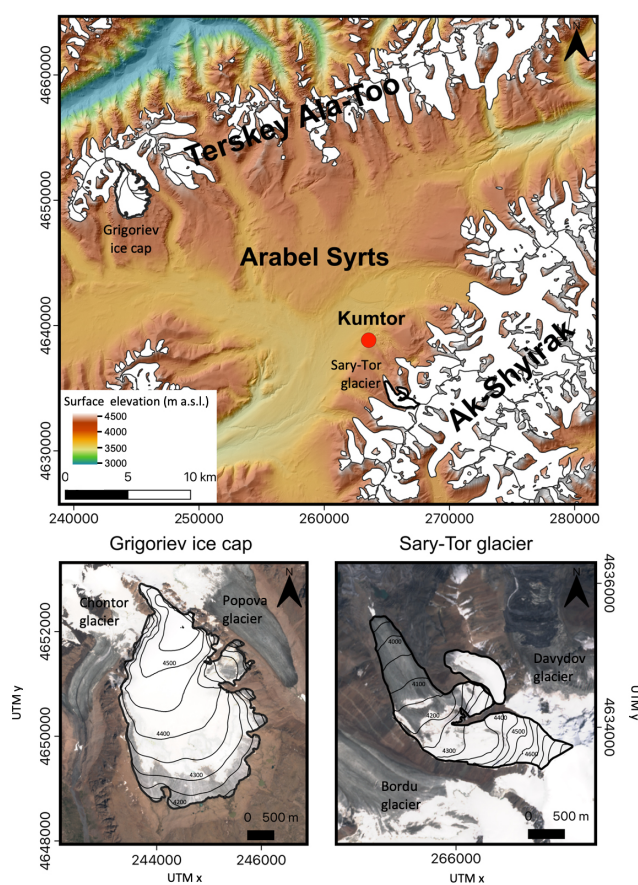 N
4660000
4650000
4640000
4630000
Terskey Ala-Too
Grigoriev
ice cap
Arabel Syrts
Kumtor
Sary-Tor
glacier
Ak-Shyirak
Surface elevation (m a.s.l.)
4500
4000
3500
3000
0 5 10 km
240000 250000 260000 270000 280000
Grigoriev ice cap
Sary-Tor glacier
N
Chontor
glacier
Popova
glacier
4500
4400
4300
4200
0 500 m
4652000
4650000
4648000
UTM y
244000 246000
UTM x
N
4000
4100
4200
4300
4400
4500
4600
Davydov
glacier
Bordu
glacier
0 500 m
4636000
4634000
UTM y
266000
UTM x